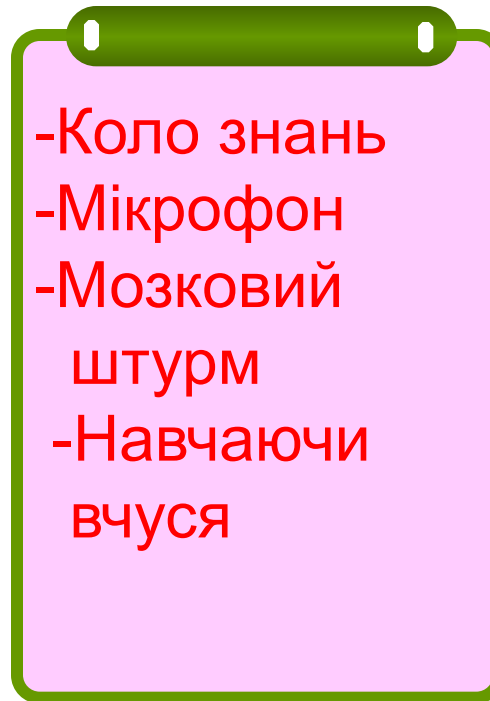 -Коло знань
-Мікрофон
-Мозковий
штурм
-Навчаючи
вчуся